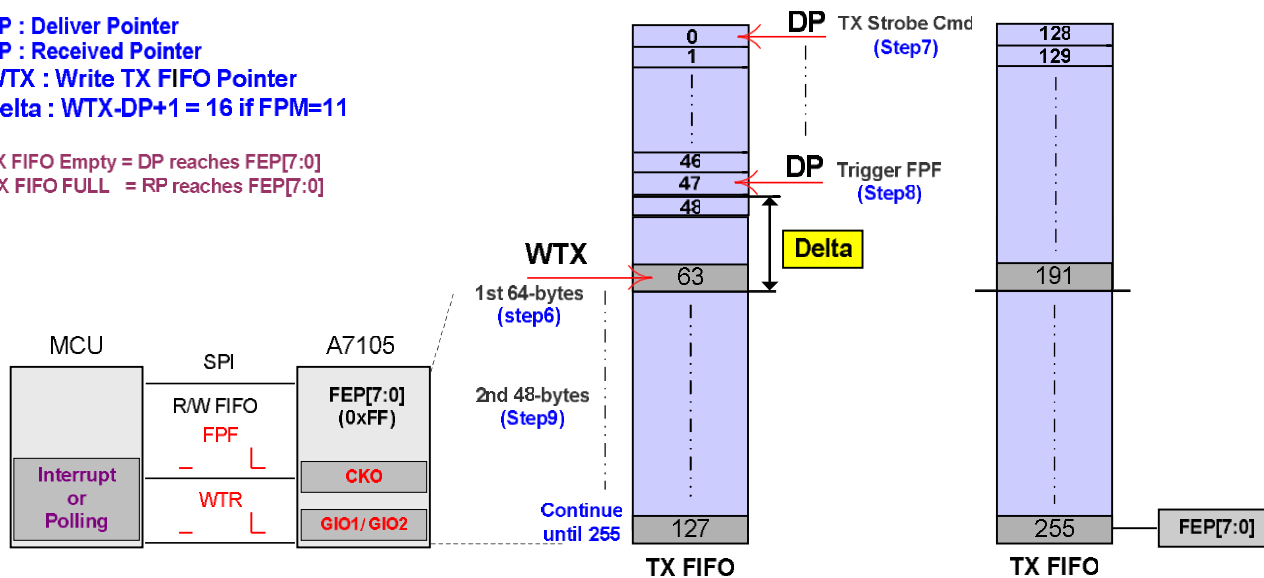 P : Deliver Pointer
P : Received Pointer
WTX : Write TX FIFO Pointer
elta : WTX-DP+1 = 16 if FPM=11
X FIFO Empty = DP reaches FEP[7:0]
X FIFO FULL = RP reaches FEP[7:0]
MCU
Interrupt
or
Polling
SPI
R/W FIFO
FPF
WTR
A7105
FEP[7:0]
(0xFF)
CKO
GIO1/ GIO2
WTX
1st 64-bytes
(step6)
2nd 48-bytes
(Step9)
Continue
until 255
0
1
46
47
48
63
127
TX FIFO
DP
TX Strobe Cmd
(Step7)
DP
Trigger FPF
(Step8)
Delta
128
129
191
255
TX FIFO
FEP[7:0]